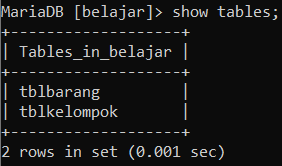 MariaDB [belajar]> show tables;
+-------------------+
| Tables_in_belajar |
+-------------------+
| tblbarang         |
| tblkelompok       |
+-------------------+
2 rows in set (0.001 sec)